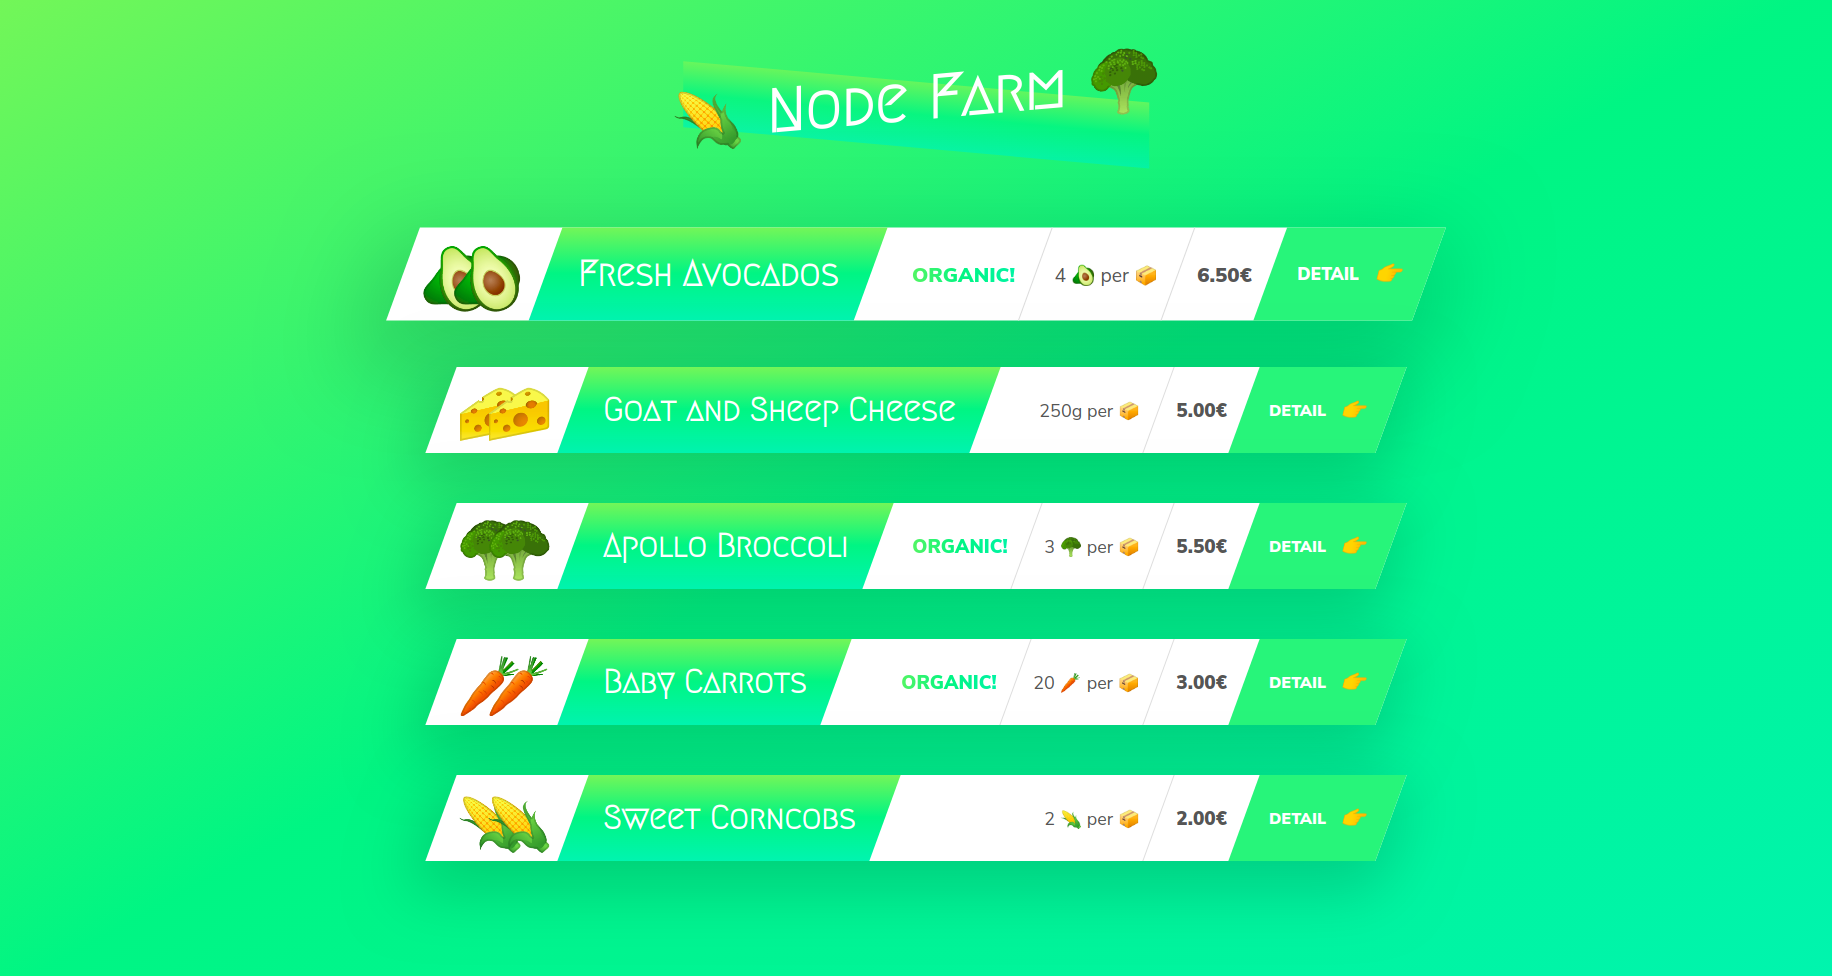 Node Farm
Fresh Avocados ORGANIC! 4 🥑 per 📦 6.50€ DETAIL 👉
Goat and Sheep Cheese 250g per 📦 5.00€ DETAIL 👉
Apollo Broccoli ORGANIC! 3 🥦 per 📦 5.50€ DETAIL 👉
Baby Carrots ORGANIC! 20 🥕 per 📦 3.00€ DETAIL 👉
Sweet Corncobs 2 🌽 per 📦 2.00€ DETAIL 👉